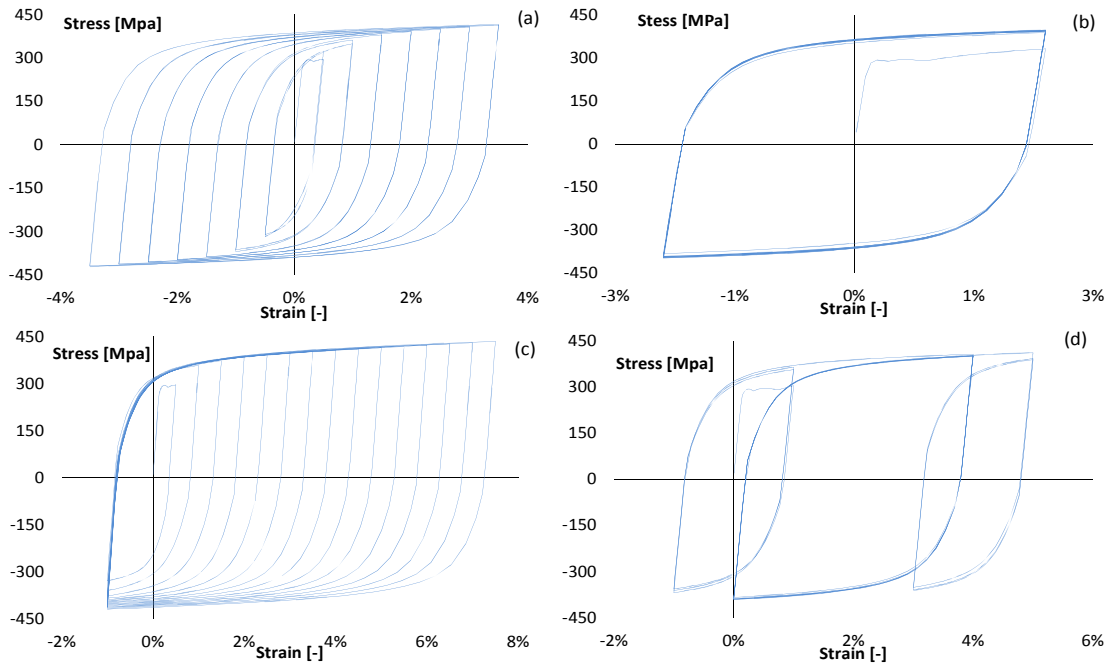 450 Stress [Mpa] (a)
300
150
0
-150
-300
-450
-4% -2% 0% 2% 4%
Strain [-]
450 Stess [MPa] (b)
300
150
0
-150
-300
-450
-3% -1% 0% 1% 3%
Strain [-]
450 Stress [Mpa] (c)
300
150
0
-150
-300
-450
-2% 0% 2% 4% 6% 8%
Strain [-]
450 Stress [Mpa] (d)
300
150
0
-150
-300
-450
-2% 0% 2% 4% 6%
Strain [-]